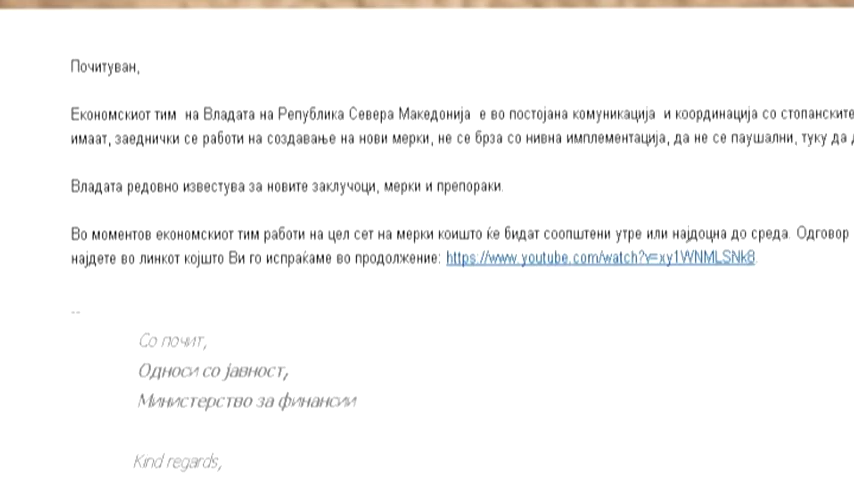 Почитуван,
Економскиот тим на Владата на Република Севера Македонија е во постојана комуникација и координација со стопанските
имаат, заеднички се работи на создавање на нови мерки, не се брза со нивна имплементација, да не се паушални, туку да
Владата редовно известува за новите заклучоци, мерки и препораки.
Во моментов економскиот тим работи на цел сет на мерки коишто ќе бидат соопштени утре или најдоцна до среда. Одговор
најдете во линкот којшто Ви го испраќаме во продолжение: https://www.youtube.com/watch?v=xy1WNMLSNk8.
--
Со почит,
Односи со јавност,
Министерство за финансии
Kind regards,